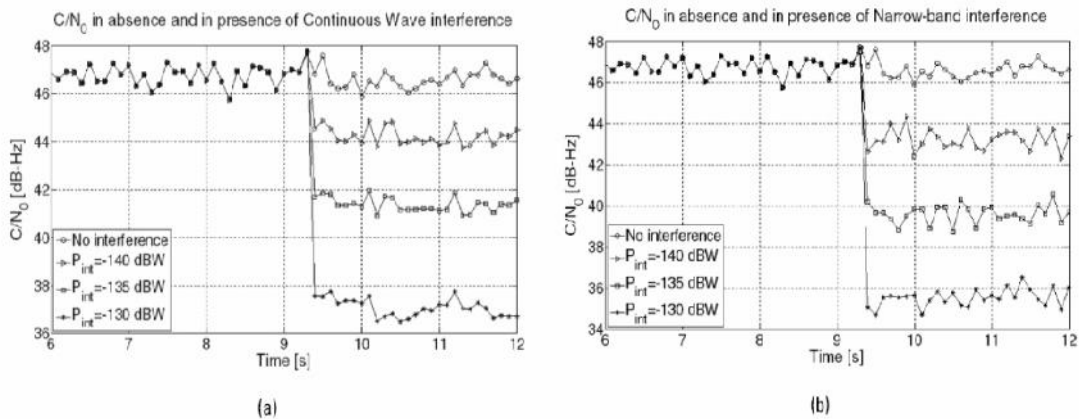 C/N0 in absence and in presence of Continuous Wave interference
48
46
44
42
40
38
36
C/N0 [dB-Hz]
No interference
Pint=-140 dBW
Pint=-135 dBW
Pint=-130 dBW
6 7 8 9 10 11 12
Time [s]
(a)
C/N0 in absence and in presence of Narrow-band interference
48
46
44
42
40
38
36
34
C/N0 [dB-Hz]
No interference
Pint=-140 dBW
Pint=-135 dBW
Pint=-130 dBW
6 7 8 9 10 11 12
Time [s]
(b)